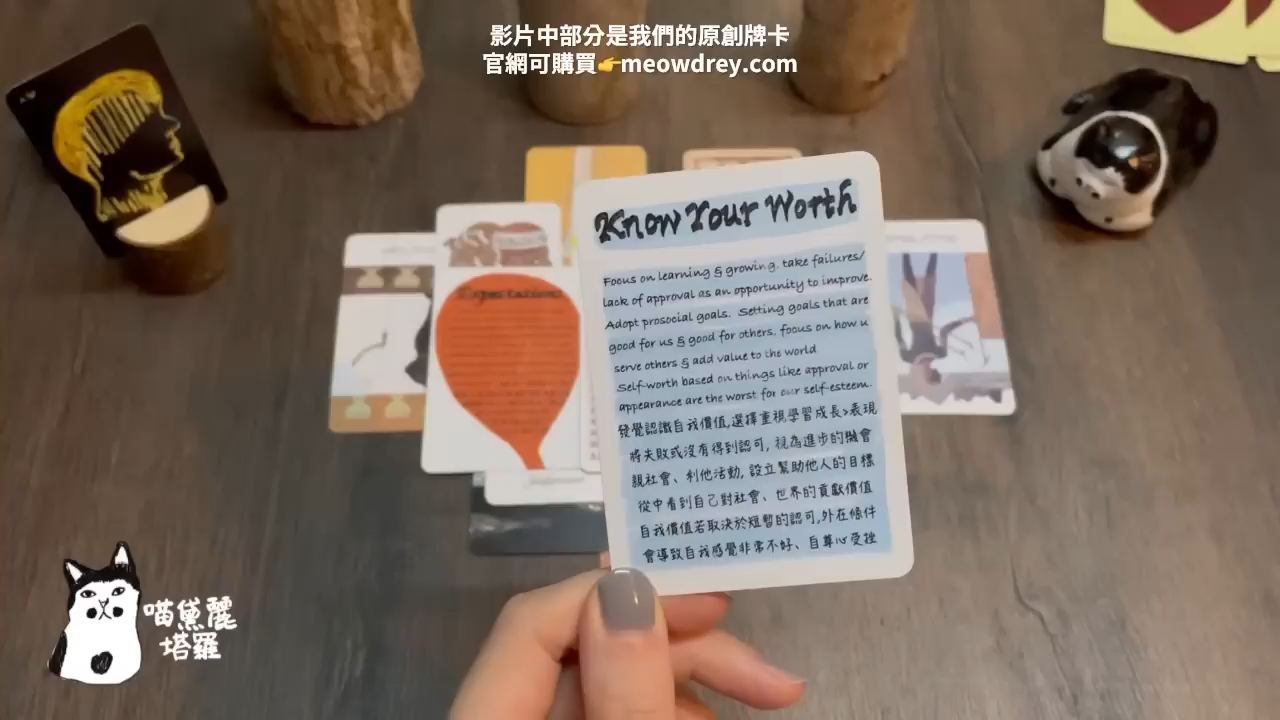 影片中部分是我們的原創牌卡
官網可購買👉meowdrey.com
Know Your Worth
Focus on learning & growing. take failures/
lack of approval as an opportunity to improve.
Adopt prosocial goals. Setting goals that are
good for us & good for others, focus on how u
serve others & add value to the world
Self-worth based on things like approval or
appearance are the worst for our self-esteem.
發覺認識自我價值,選擇重視學習成長>表現
將失敗或沒有得到認可, 視為進步的機會
親社會、利他活動, 設立幫助他人的目標
從中看到自己對社會、世界的貢獻價值
自我價值若取決於短暫的認可,外在條件
會導致自我感覺非常不好、自尊心受挫
Expectations
喵黛麗
塔羅